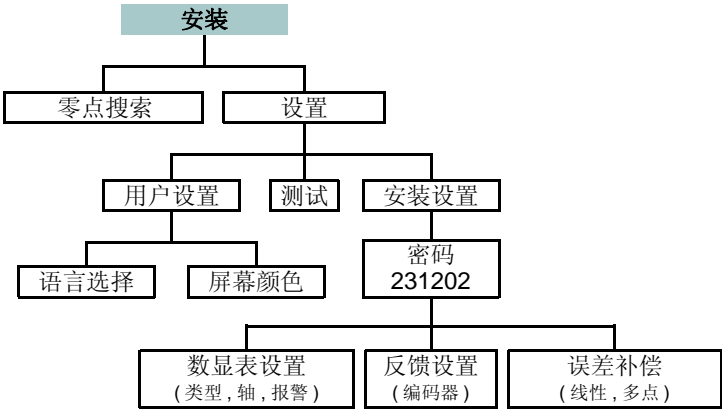 安装
零点搜索
设置
用户设置
测试
安装设置
语言选择
屏幕颜色
密码
231202
数显表设置
(类型,轴,报警)
反馈设置
(编码器)
误差补偿
(线性,多点)